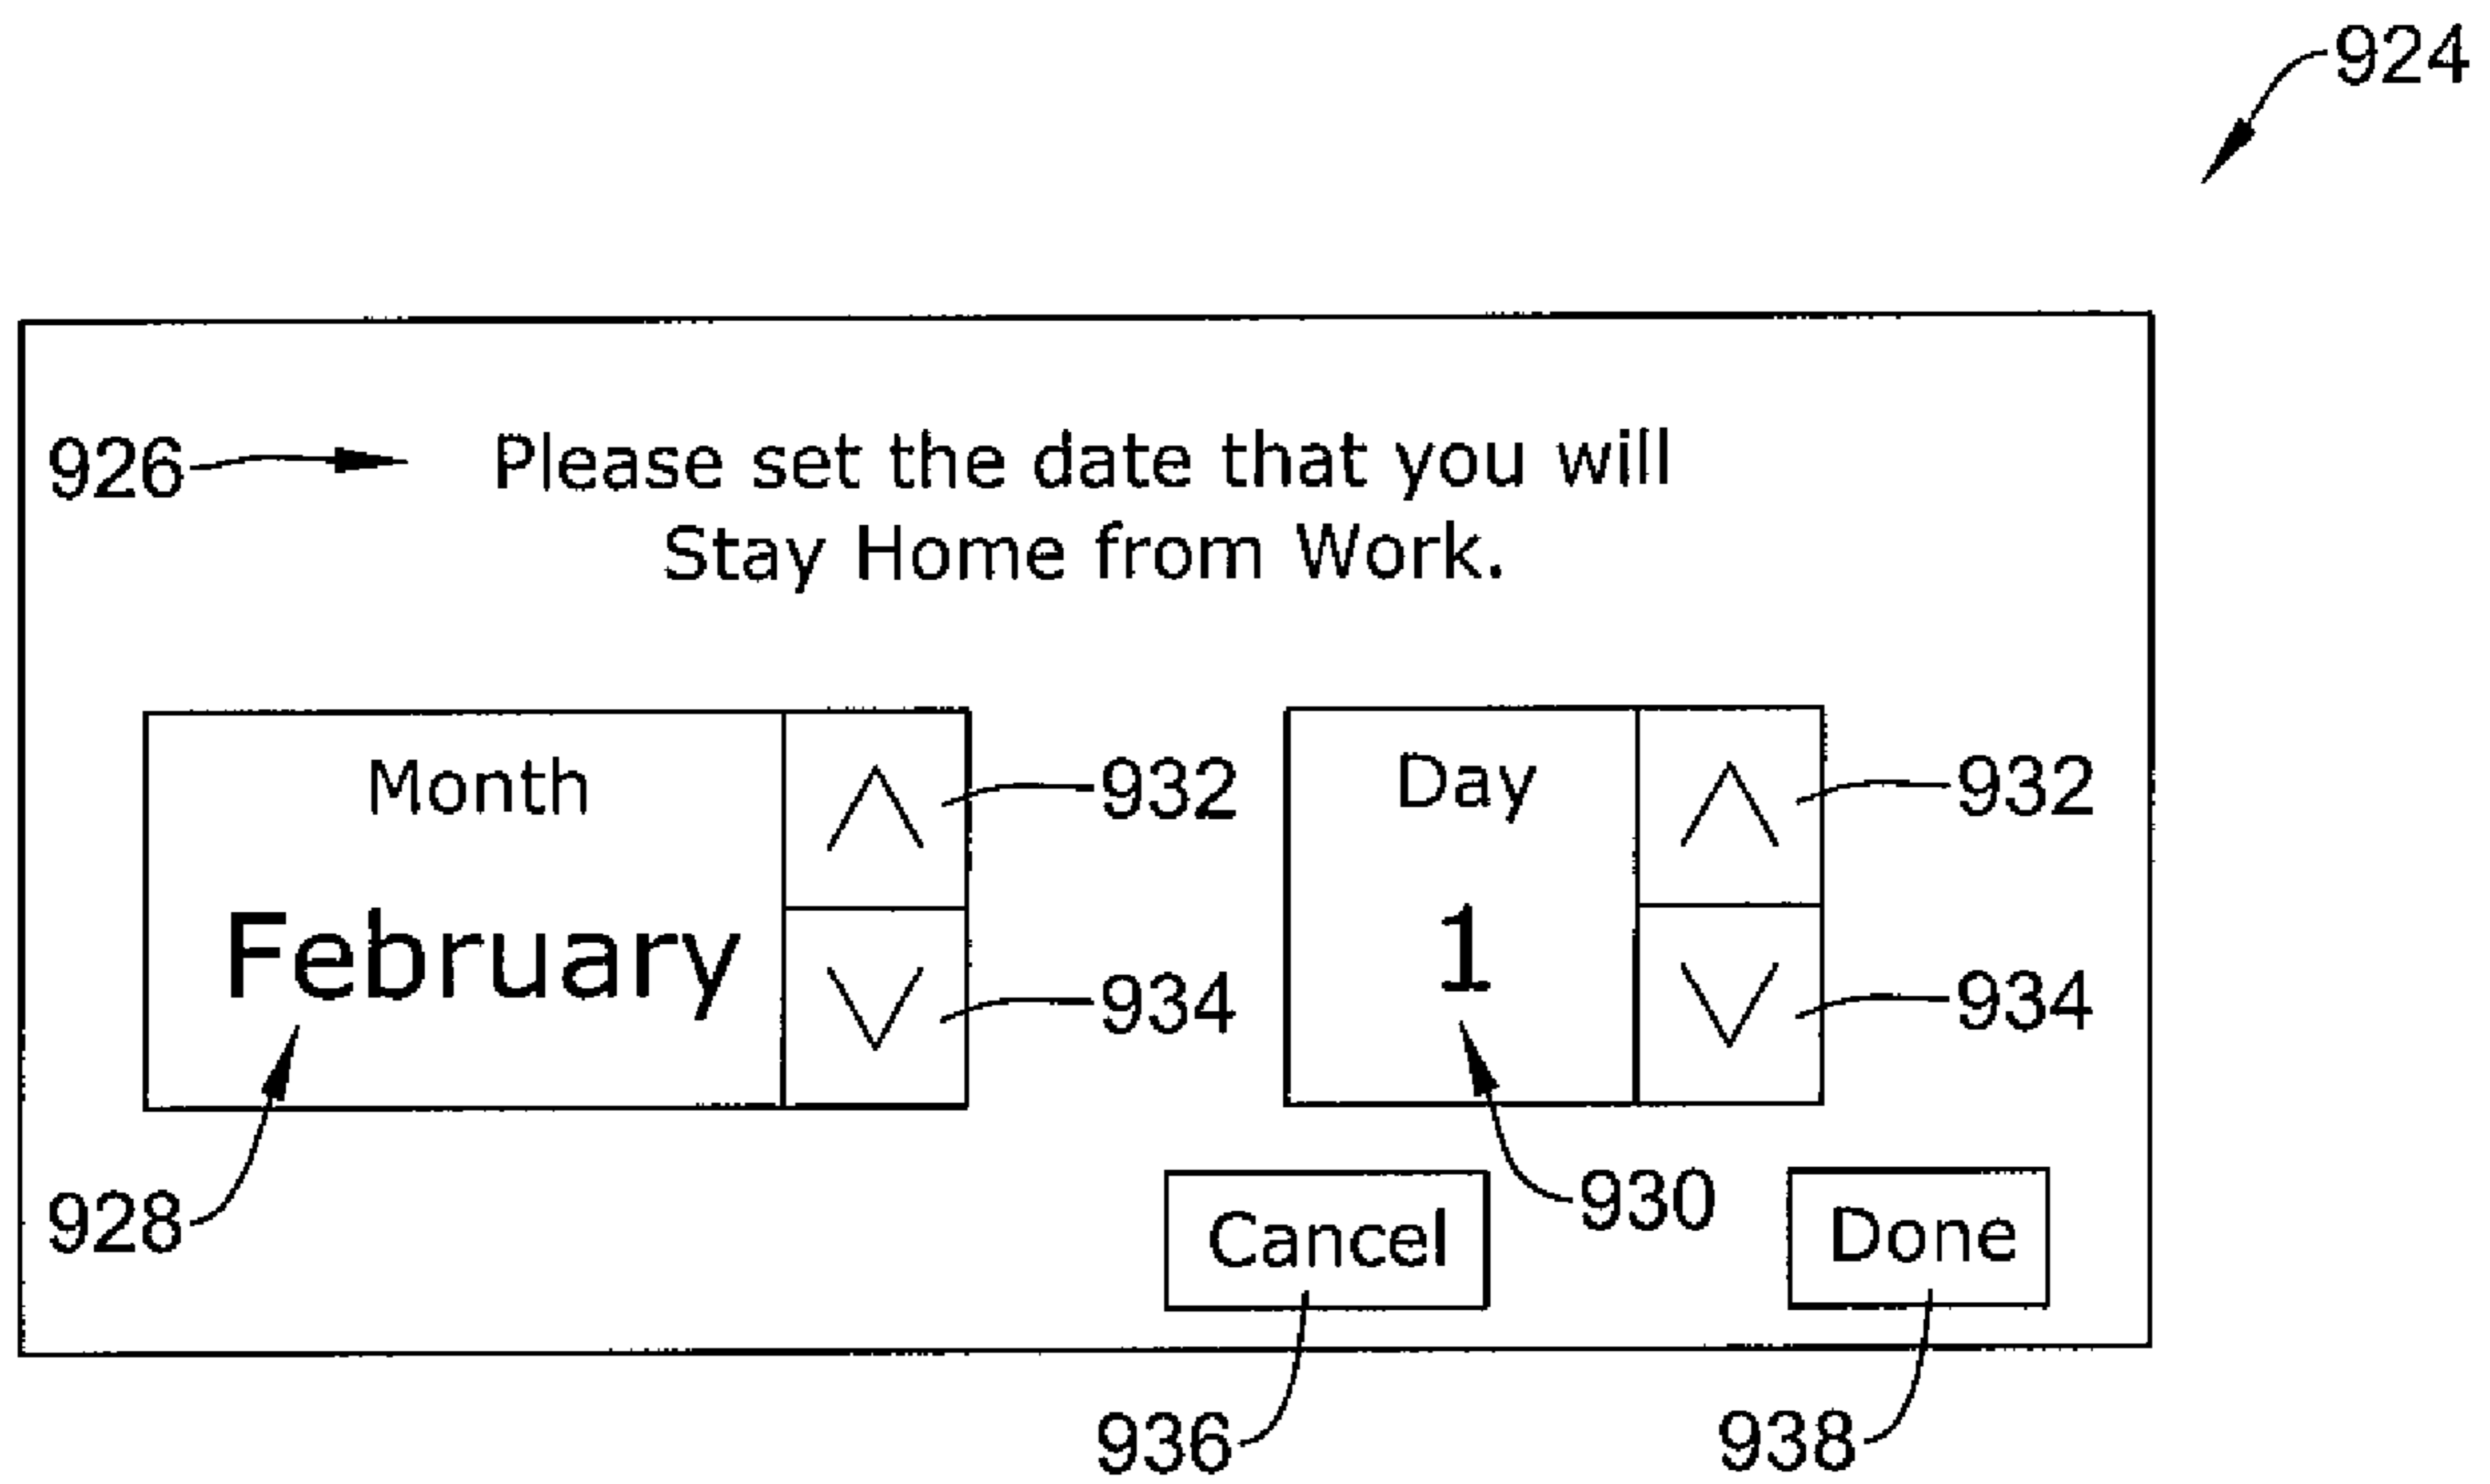 924
926 Please set the date that you will
Stay Home from Work.
Month 932 Day 932
February 934 1 934
928 Cancel 930 Done
936 938